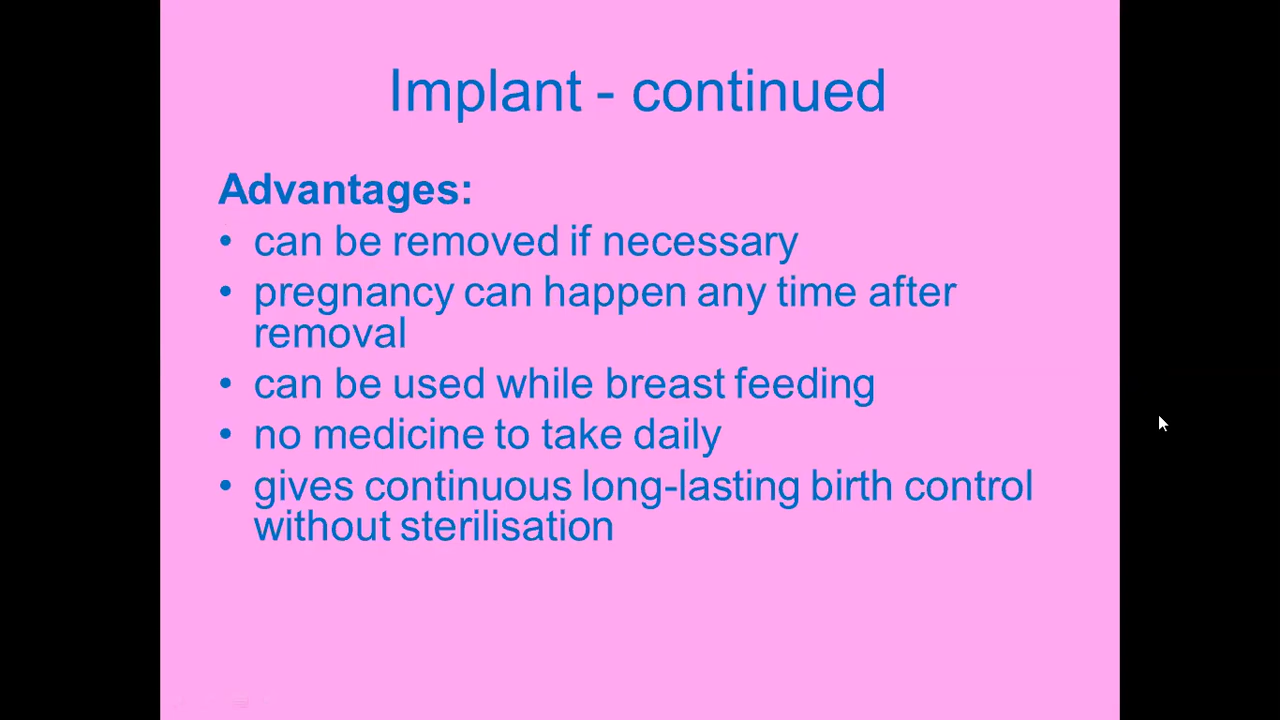 Implant - continued
Advantages:
• can be removed if necessary
• pregnancy can happen any time after
removal
• can be used while breast feeding
• no medicine to take daily
• gives continuous long-lasting birth control
without sterilisation